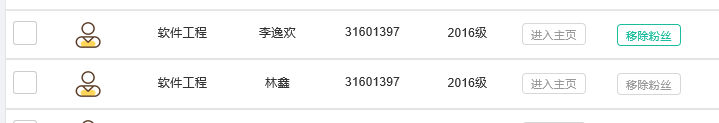 软件工程 李逸欢 31601397 2016级 进入主页 移除粉丝
软件工程 林鑫 31601397 2016级 进入主页 移除粉丝